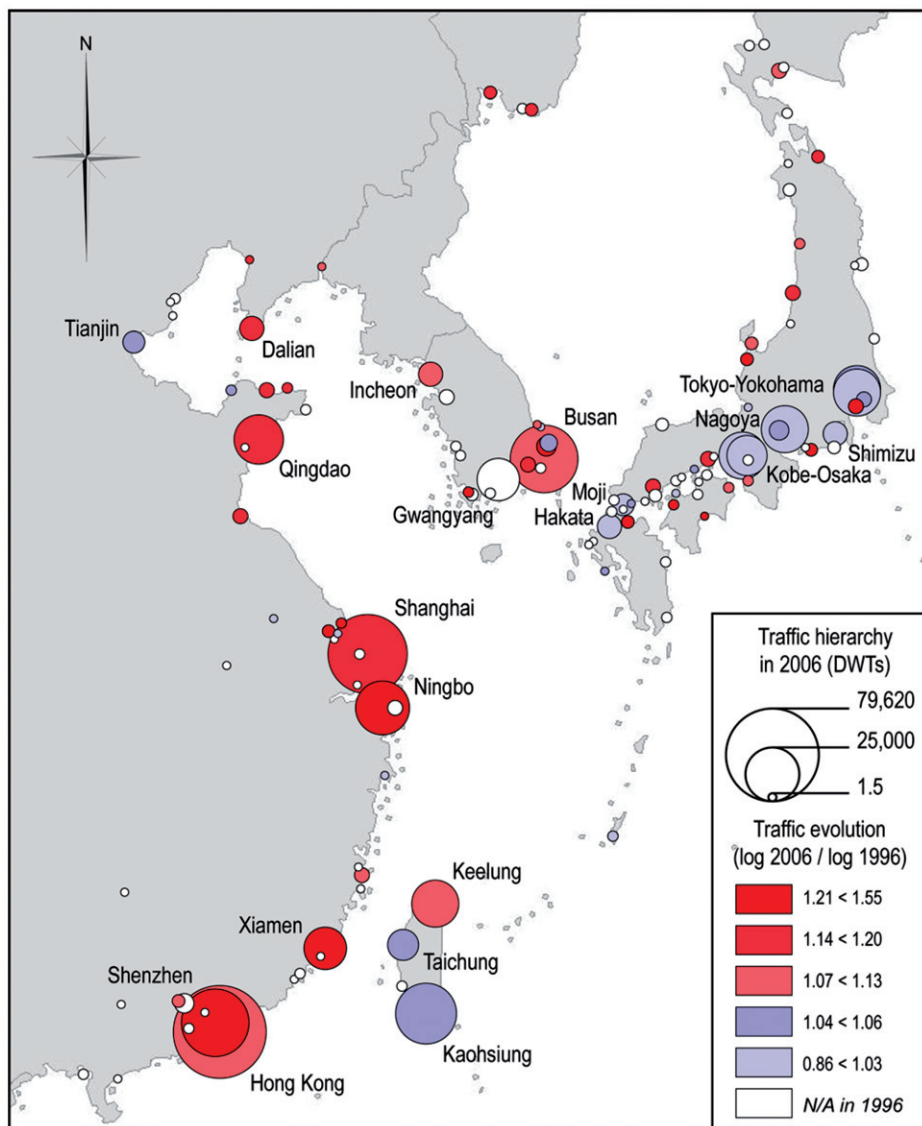 N
Tianjin
Dalian
Incheon
Tokyo-Yokohama
Nagoya
Busan
Shimizu
Qingdao
Kobe-Osaka
Moji
Gwangyang
Hakata
Shanghai
Ningbo
Keelung
Xiamen
Taichung
Shenzhen
Kaohsiung
Hong Kong
Traffic hierarchy
in 2006 (DWTs)
79,620
25,000
1.5
Traffic evolution
(log 2006 / log 1996)
1.21 < 1.55
1.14 < 1.20
1.07 < 1.13
1.04 < 1.06
0.86 < 1.03
N/A in 1996